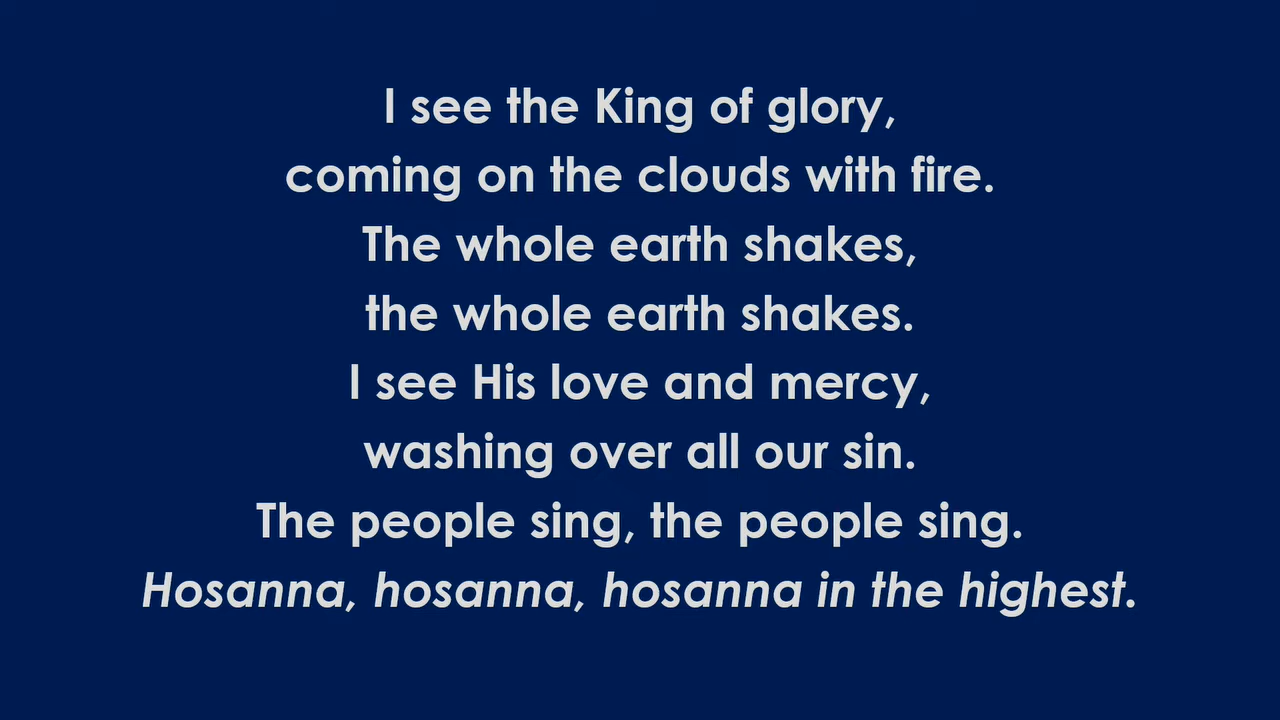 I see the King of glory,
coming on the clouds with fire.
The whole earth shakes,
the whole earth shakes.
I see His love and mercy,
washing over all our sin.
The people sing, the people sing.
Hosanna, hosanna, hosanna in the highest.